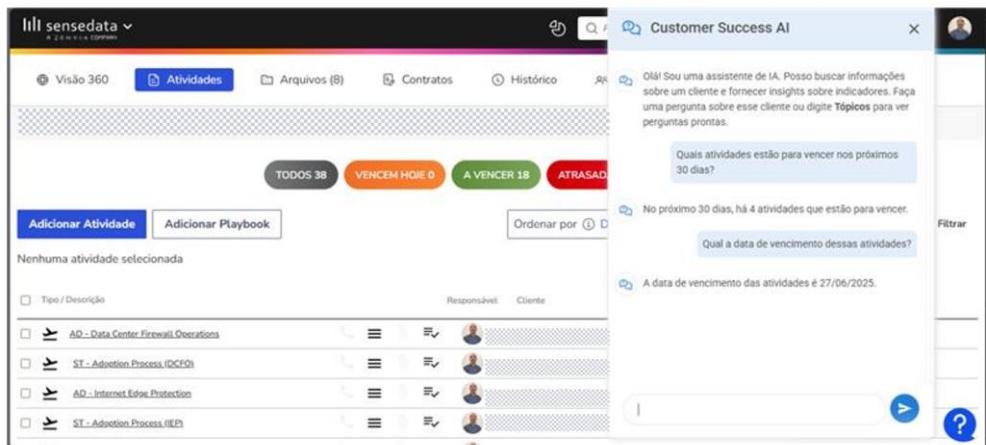 sensedata
A ZENVIA COMPANY
Visão 360
Atividades
Arquivos (8)
Contratos
Histórico
TODOS 38
VENCEM HOJE 0
A VENCER 18
ATRASAD
Adicionar Atividade
Adicionar Playbook
Ordenar por
D
Filtrar
Nenhuma atividade selecionada
Tipo / Descrição
Responsável
Cliente
AD - Data Center Firewall Operations
ST - Adoption Process (DCFO)
AD - Internet Edge Protection
ST - Adoption Process (IEP)
Customer Success AI
Olá! Sou uma assistente de IA. Posso buscar informações
sobre um cliente e fornecer insights sobre indicadores. Faça
uma pergunta sobre esse cliente ou digite Tópicos para ver
perguntas prontas.
Quais atividades estão para vencer nos próximos
30 dias?
No próximo 30 dias, há 4 atividades que estão para vencer.
Qual a data de vencimento dessas atividades?
A data de vencimento das atividades é 27/06/2025.
?